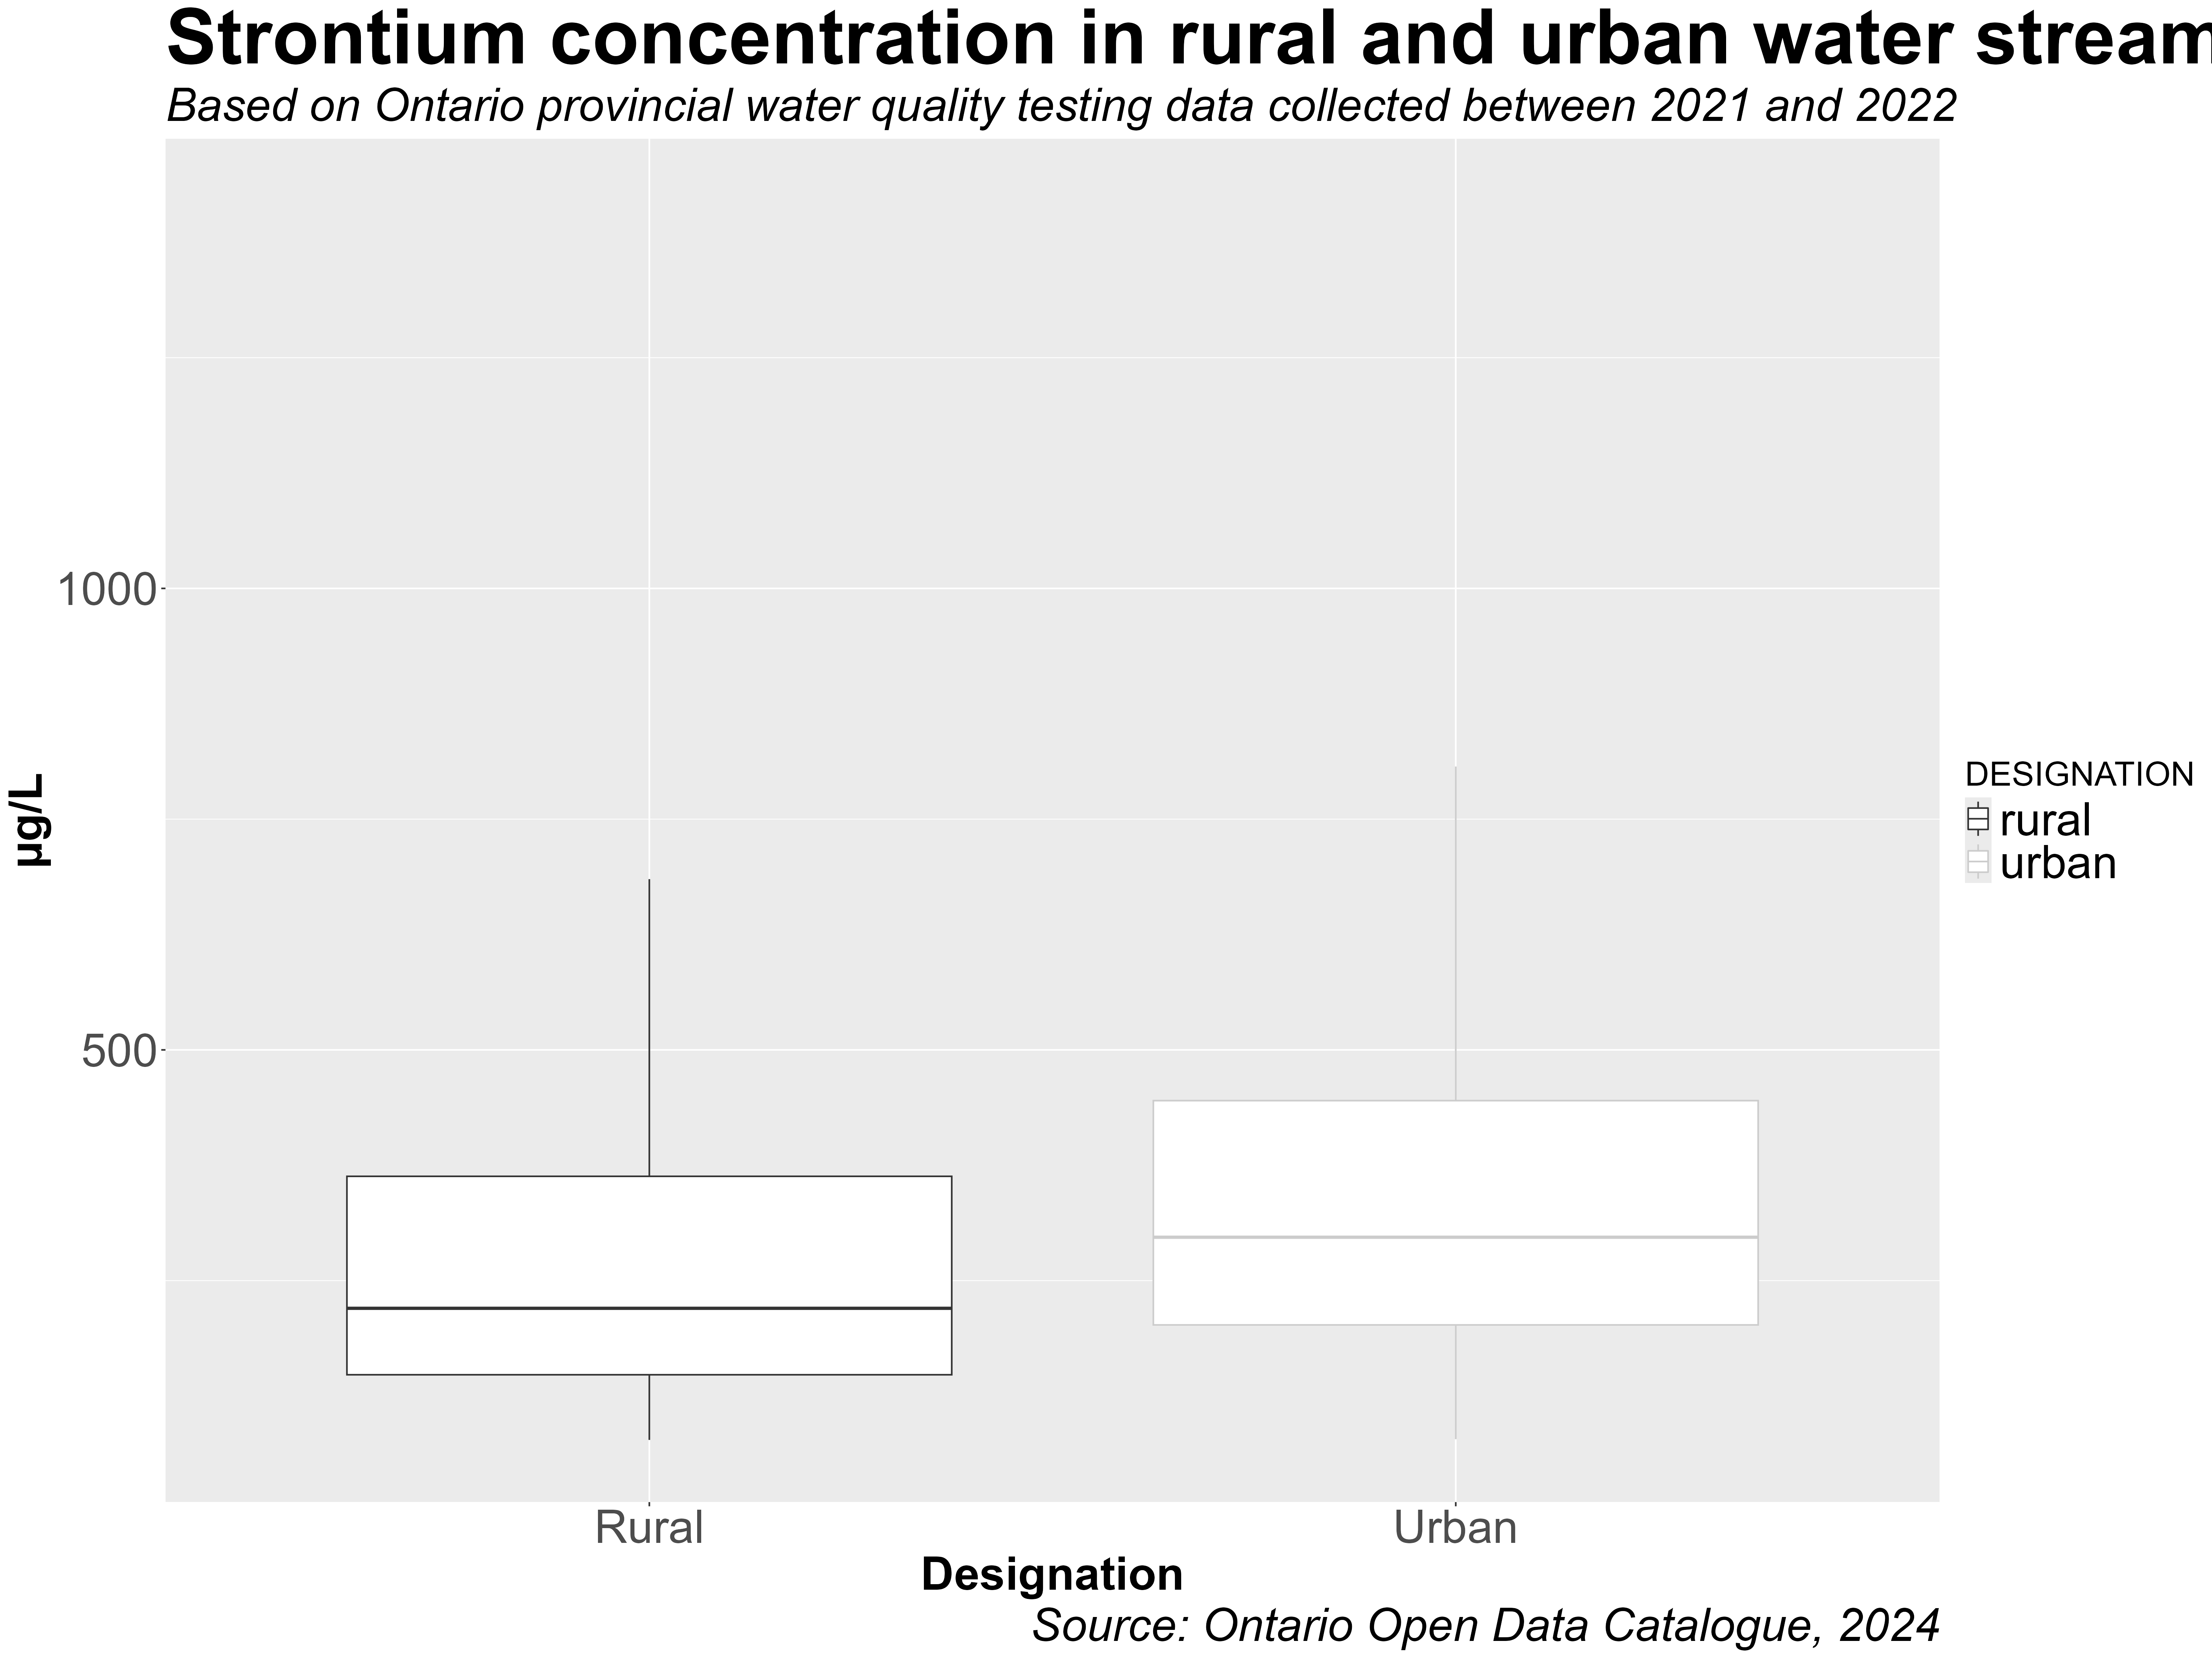 Strontium concentration in rural and urban water stream
Based on Ontario provincial water quality testing data collected between 2021 and 2022
1000
500
µg/L
DESIGNATION
rural
urban
Rural
Urban
Designation
Source: Ontario Open Data Catalogue, 2024